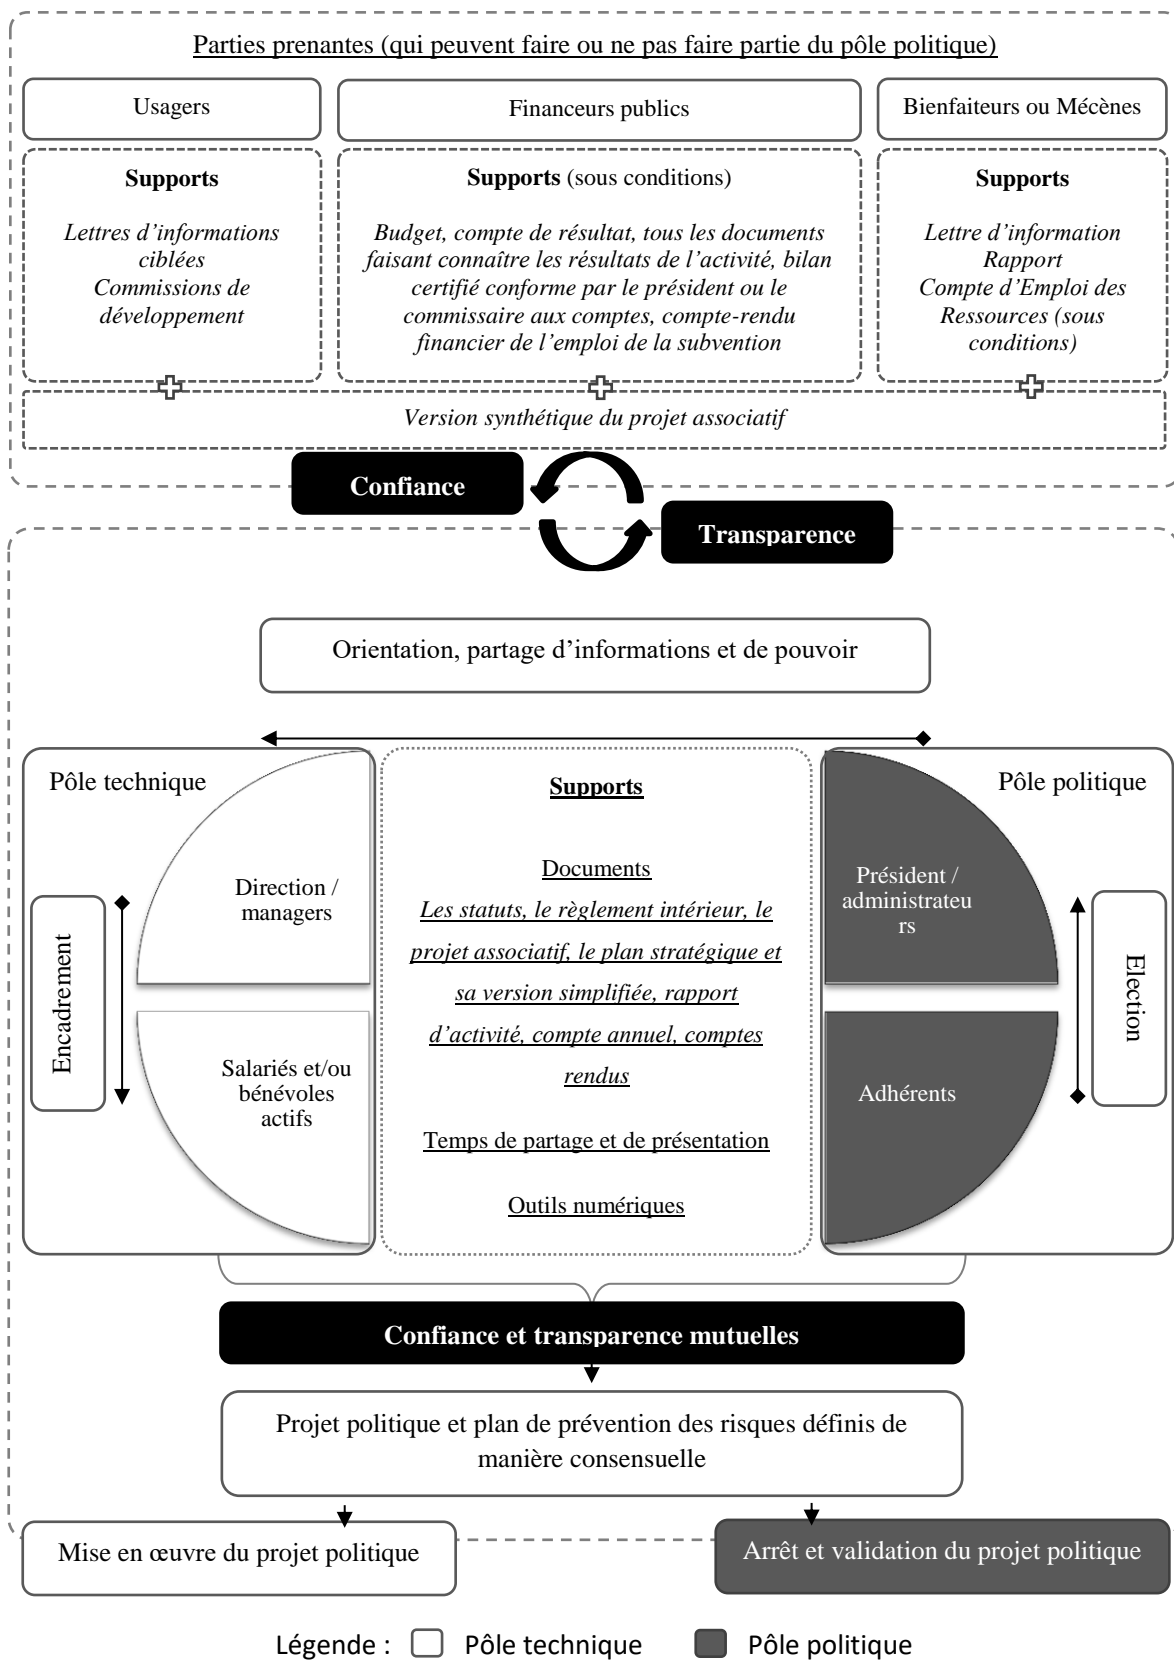 Parties prenantes (qui peuvent faire ou ne pas faire partie du pôle politique)
Usagers
Financeurs publics
Bienfaiteurs ou Mécènes
Supports
Lettres d’informations
ciblées
Commissions de
développement
Supports (sous conditions)
Budget, compte de résultat, tous les documents
faisant connaître les résultats de l’activité, bilan
certifié conforme par le président ou le
commissaire aux comptes, compte-rendu
financier de l’emploi de la subvention
Supports
Lettre d’information
Rapport
Compte d’Emploi des
Ressources (sous
conditions)
Version synthétique du projet associatif
Confiance
Transparence
Orientation, partage d’informations et de pouvoir
Pôle technique
Encadrement
Direction /
managers
Salariés et/ou
bénévoles
actifs
Supports
Documents
Les statuts, le règlement intérieur, le
projet associatif, le plan stratégique et
sa version simplifiée, rapport
d’activité, compte annuel, comptes
rendus
Temps de partage et de présentation
Outils numériques
Pôle politique
Président /
administrateu
rs
Adhérents
Election
Confiance et transparence mutuelles
Projet politique et plan de prévention des risques définis de
manière consensuelle
Mise en œuvre du projet politique
Arrêt et validation du projet politique
Légende : Pôle technique Pôle politique